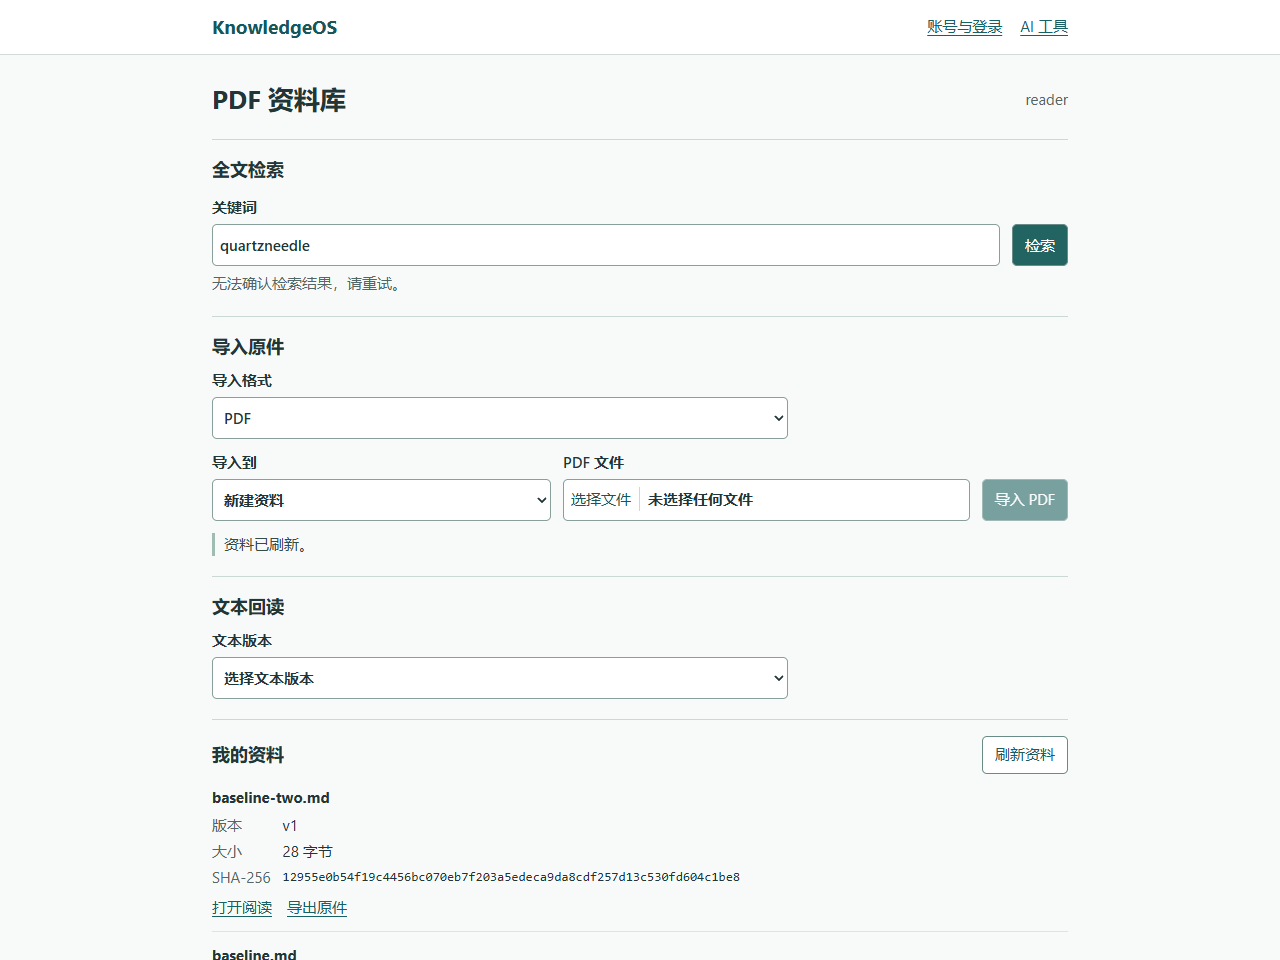 KnowledgeOS
账号与登录 AI 工具
PDF 资料库
reader
全文检索
关键词
quartzneedle
检索
无法确认检索结果，请重试。
导入原件
导入格式
PDF
导入到
PDF 文件
新建资料
选择文件 未选择任何文件
导入 PDF
资料已刷新。
文本回读
文本版本
选择文本版本
我的资料
刷新资料
baseline-two.md
版本 v1
大小 28 字节
SHA-256 12955e0b54f19c4456bc070eb7f203a5edeca9da8cdf257d13c530fd604c1be8
打开阅读 导出原件
baseline.md